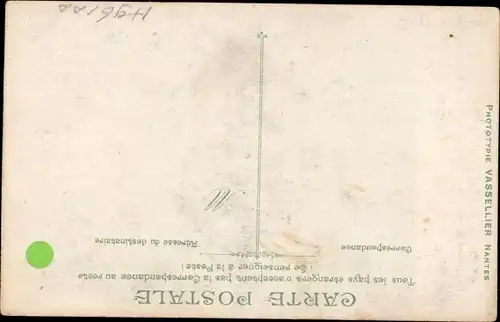 CARTE POSTALE
Tous les pays étrangers n'acceptent pas la Correspondance au recto
(Se renseigner à la Poste)
Correspondance
Adresse du destinataire
PHOTOTYPIE VASSELLIER NANTES